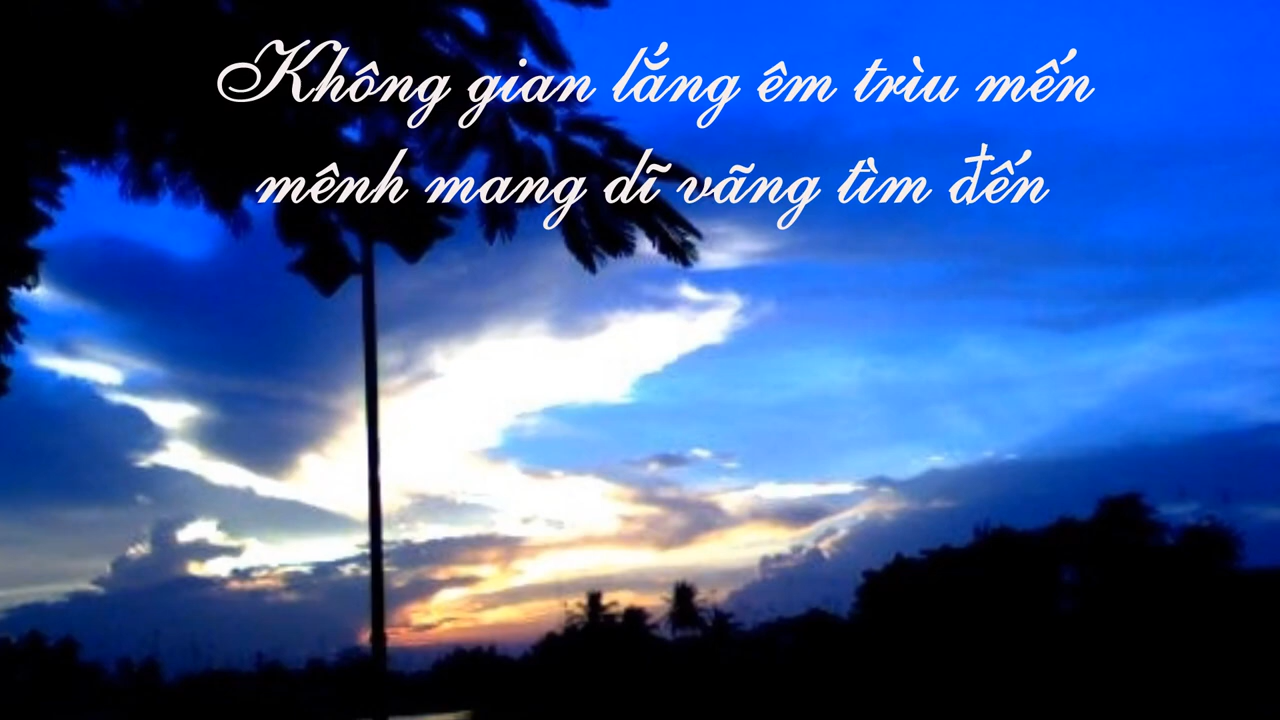 Không gian lắng êm trìu mến
mênh mang dĩ vãng tìm đến